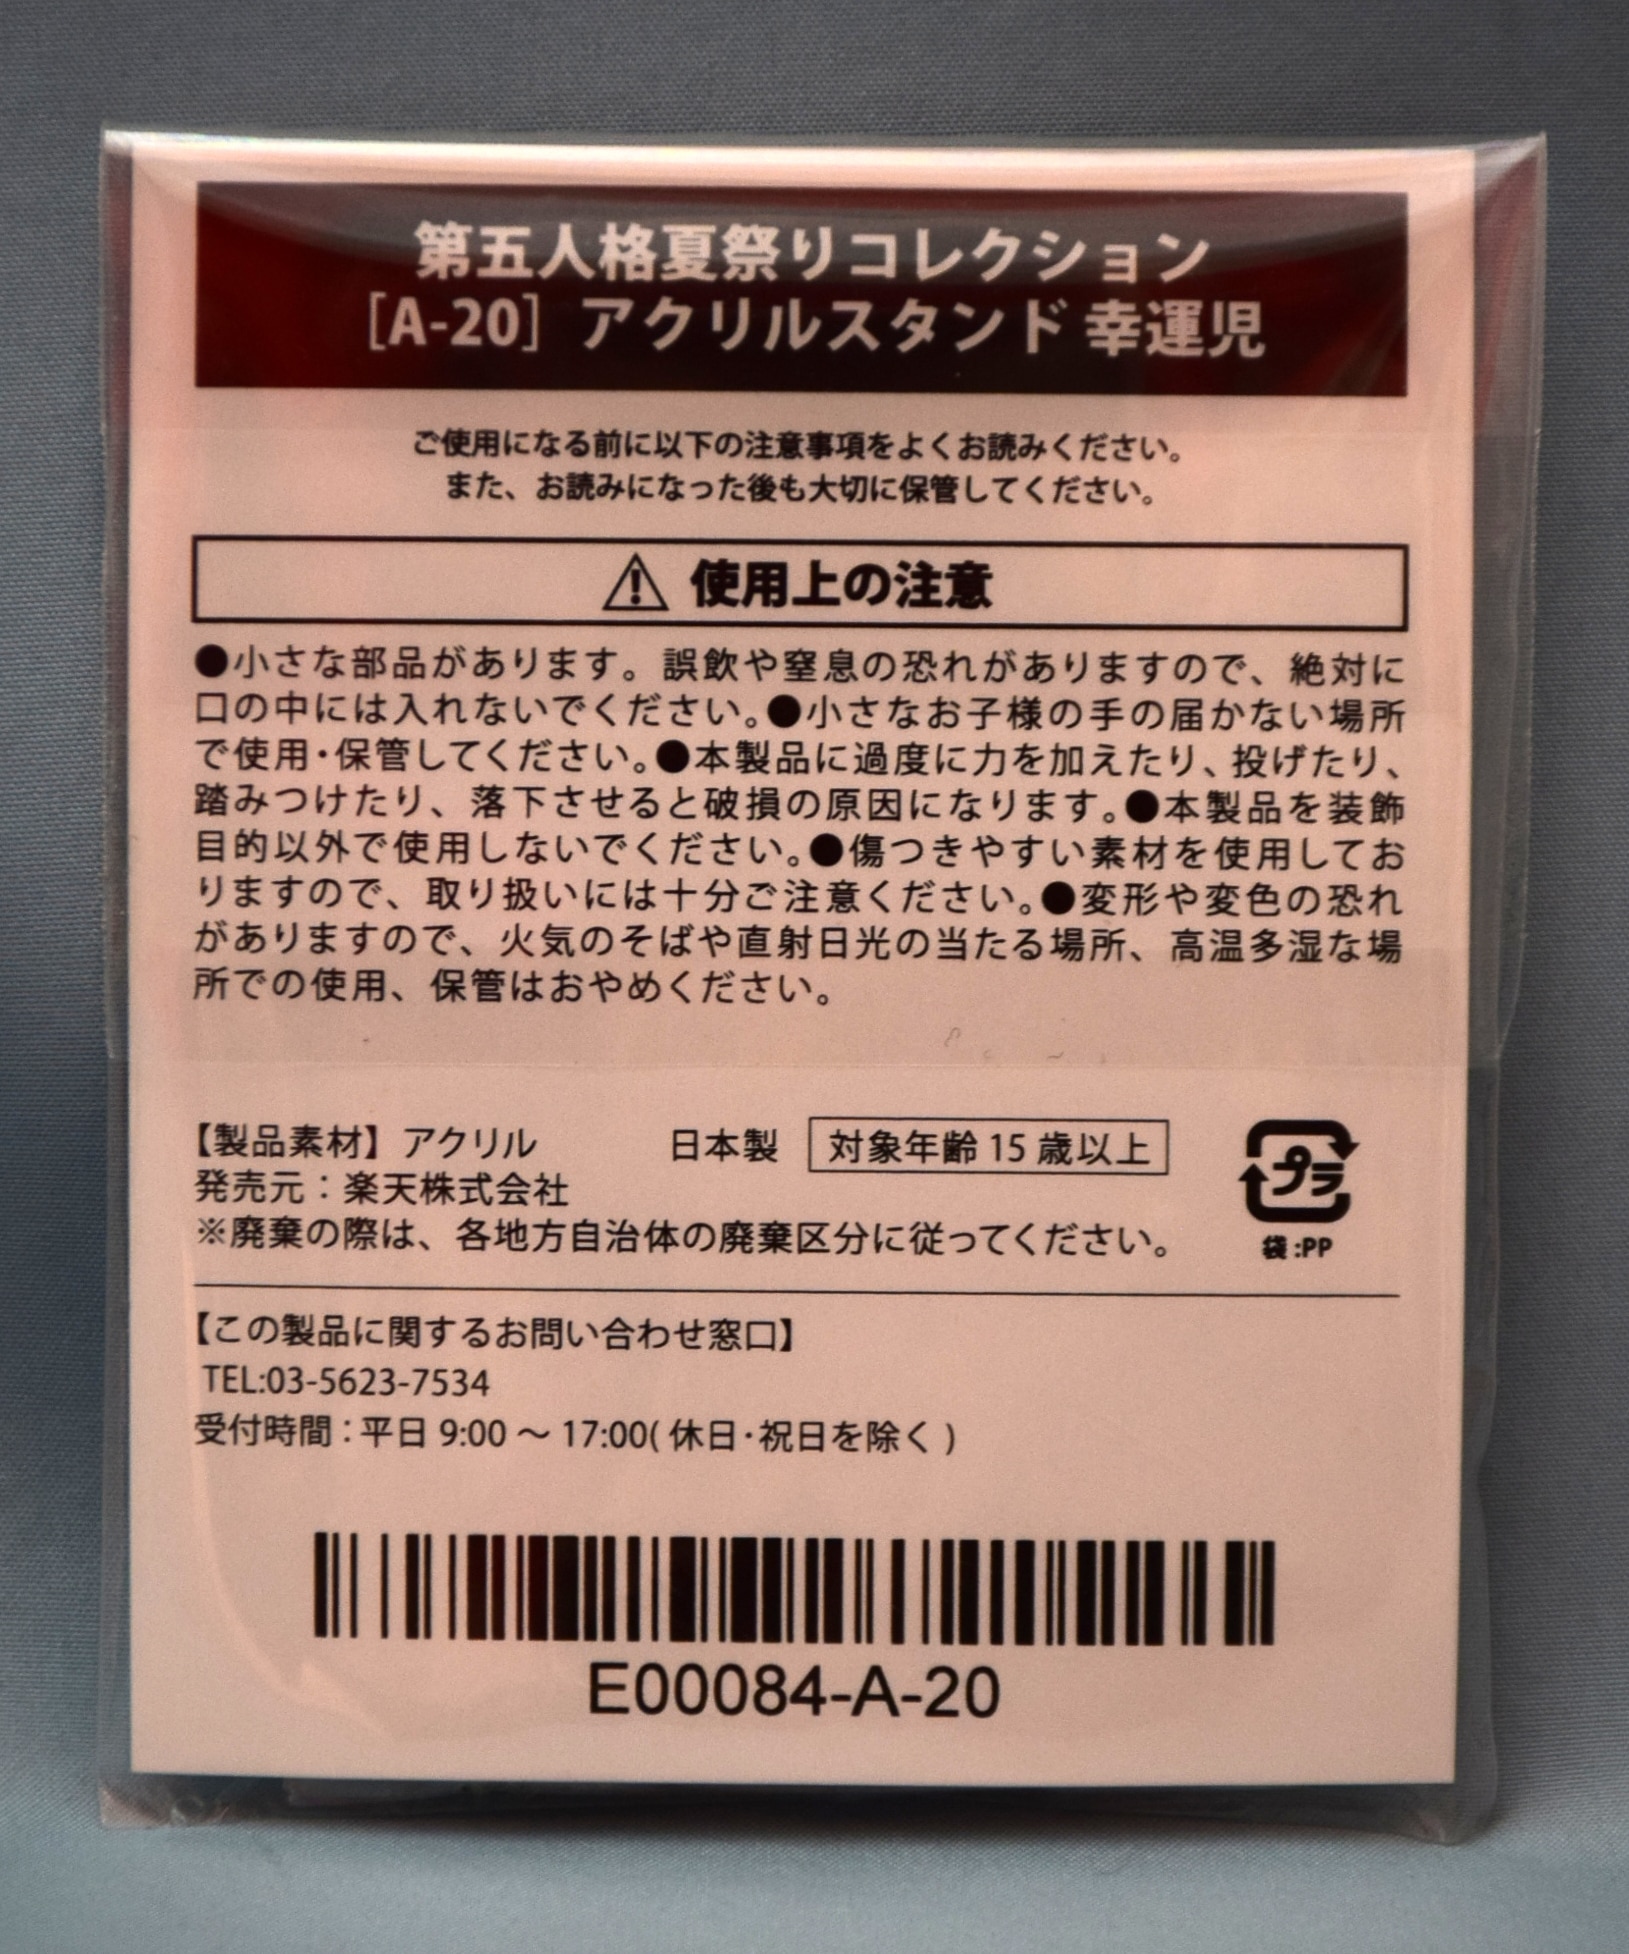 第五人格夏祭りコレクション
［A-20］アクリルスタンド 幸運児
ご使用になる前に以下の注意事項をよくお読みください。
また、お読みになった後も大切に保管してください。
使用上の注意
●小さな部品があります。誤飲や窒息の恐れがありますので、絶対に
口の中には入れないでください。●小さなお子様の手の届かない場所
で使用・保管してください。●本製品に過度に力を加えたり、投げたり、
踏みつけたり、落下させると破損の原因になります。●本製品を装飾
目的以外で使用しないでください。●傷つきやすい素材を使用してお
りますので、取り扱いには十分ご注意ください。●変形や変色の恐れ
がありますので、火気のそばや直射日光の当たる場所、高温多湿な場
所での使用、保管はおやめください。
【製品素材】アクリル 日本製 対象年齢 15 歳以上
発売元：楽天株式会社
※廃棄の際は、各地方自治体の廃棄区分に従ってください。
プラ
袋:PP
【この製品に関するお問い合わせ窓口】
TEL:03-5623-7534
受付時間：平日 9:00 ～ 17:00( 休日・祝日を除く )
E00084-A-20